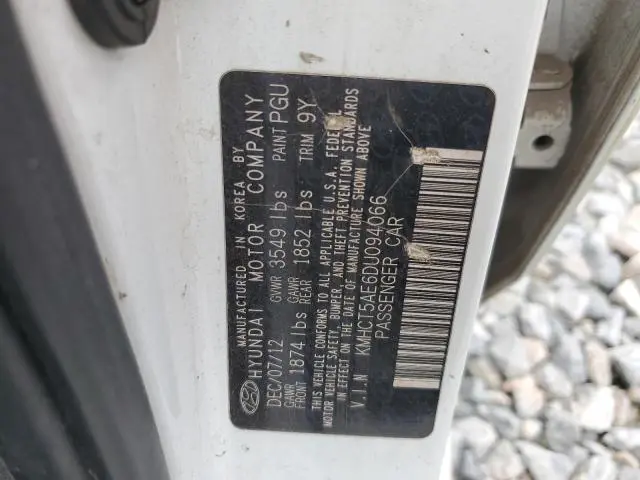 MANUFACTURED IN KOREA BY
HYUNDAI MOTOR COMPANY
DEC/07/12 GVWR 3549 lbs PAINT PGU
GAWR FRONT 1874 lbs GAWR REAR 1852 lbs TRIM 9Y
THIS VEHICLE CONFORMS TO ALL APPLICABLE U.S.A. FEDERAL
MOTOR VEHICLE SAFETY, BUMPER, AND THEFT PREVENTION STANDARDS
IN EFFECT ON THE DATE OF MANUFACTURE SHOWN ABOVE
V.I.N KMHCT5AE6DU094066
PASSENGER CAR